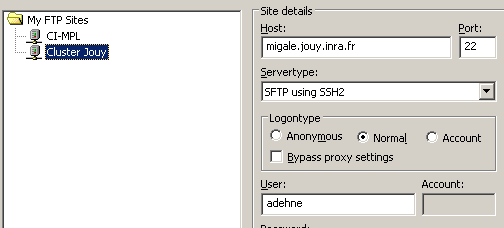 My FTP Sites
CI-MPL
Cluster Jouy
Site details
Host: Port:
migale.jouy.inra.fr 22
Servertype:
SFTP using SSH2
Logontype
Anonymous Normal Account
Bypass proxy settings
User: Account:
adehne